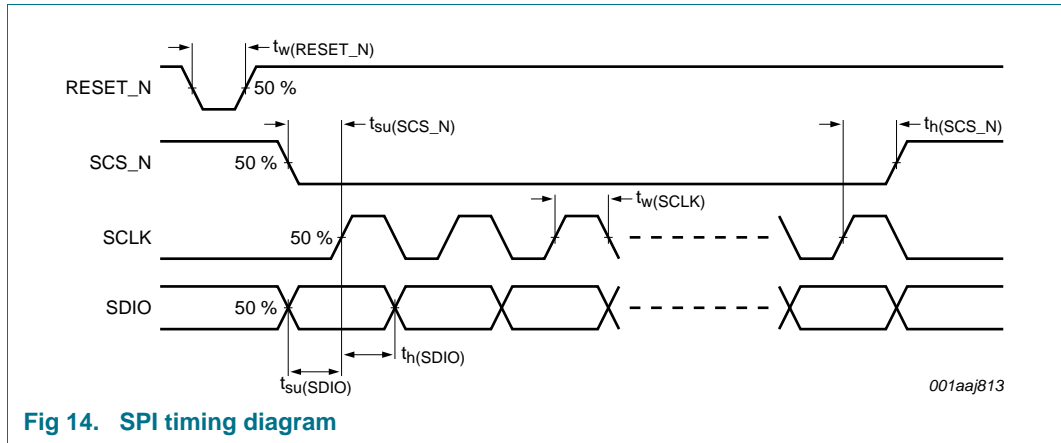 tw(RESET_N)
RESET_N
50 %
tsu(SCS_N)
th(SCS_N)
SCS_N
50 %
tw(SCLK)
SCLK
50 %
SDIO
50 %
th(SDIO)
tsu(SDIO)
001aaj813
Fig 14. SPI timing diagram